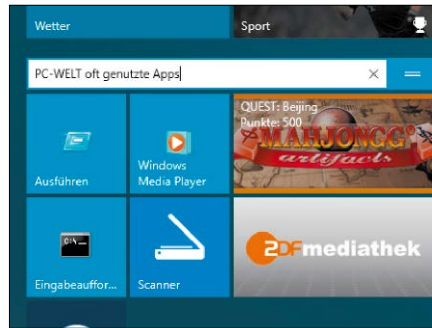 Wetter
Sport
PC-WELT oft genutzte Apps
QUEST: Beijing
Punkte: 500
MAHJONGG
artifacts
Ausführen
Windows
Media Player
C:\
ZDFmediathek
Eingabeauffor...
Scanner